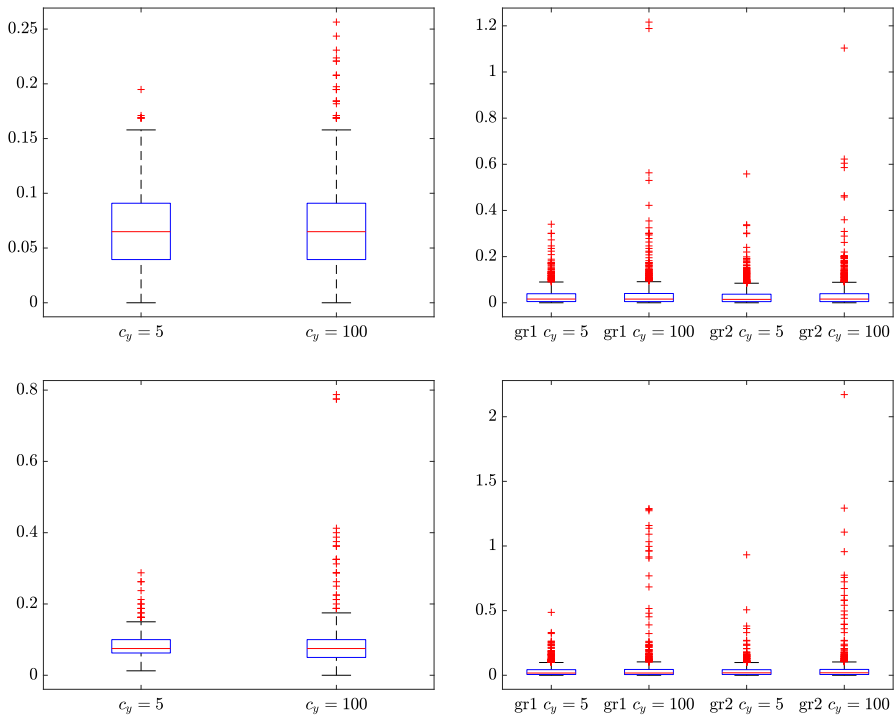 0.25
0.2
0.15
0.1
0.05
0
c_y = 5
c_y = 100
1.2
1
0.8
0.6
0.4
0.2
0
gr1 c_y = 5
gr1 c_y = 100
gr2 c_y = 5
gr2 c_y = 100
0.8
0.6
0.4
0.2
0
c_y = 5
c_y = 100
2
1.5
1
0.5
0
gr1 c_y = 5
gr1 c_y = 100
gr2 c_y = 5
gr2 c_y = 100